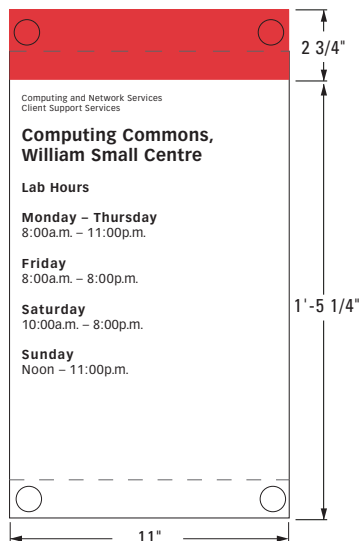 2 3/4"
Computing and Network Services
Client Support Services
Computing Commons,
William Small Centre
Lab Hours
Monday – Thursday
8:00a.m. – 11:00p.m.
Friday
8:00a.m. – 8:00p.m.
Saturday
10:00a.m. – 8:00p.m.
Sunday
Noon – 11:00p.m.
1'-5 1/4"
11"